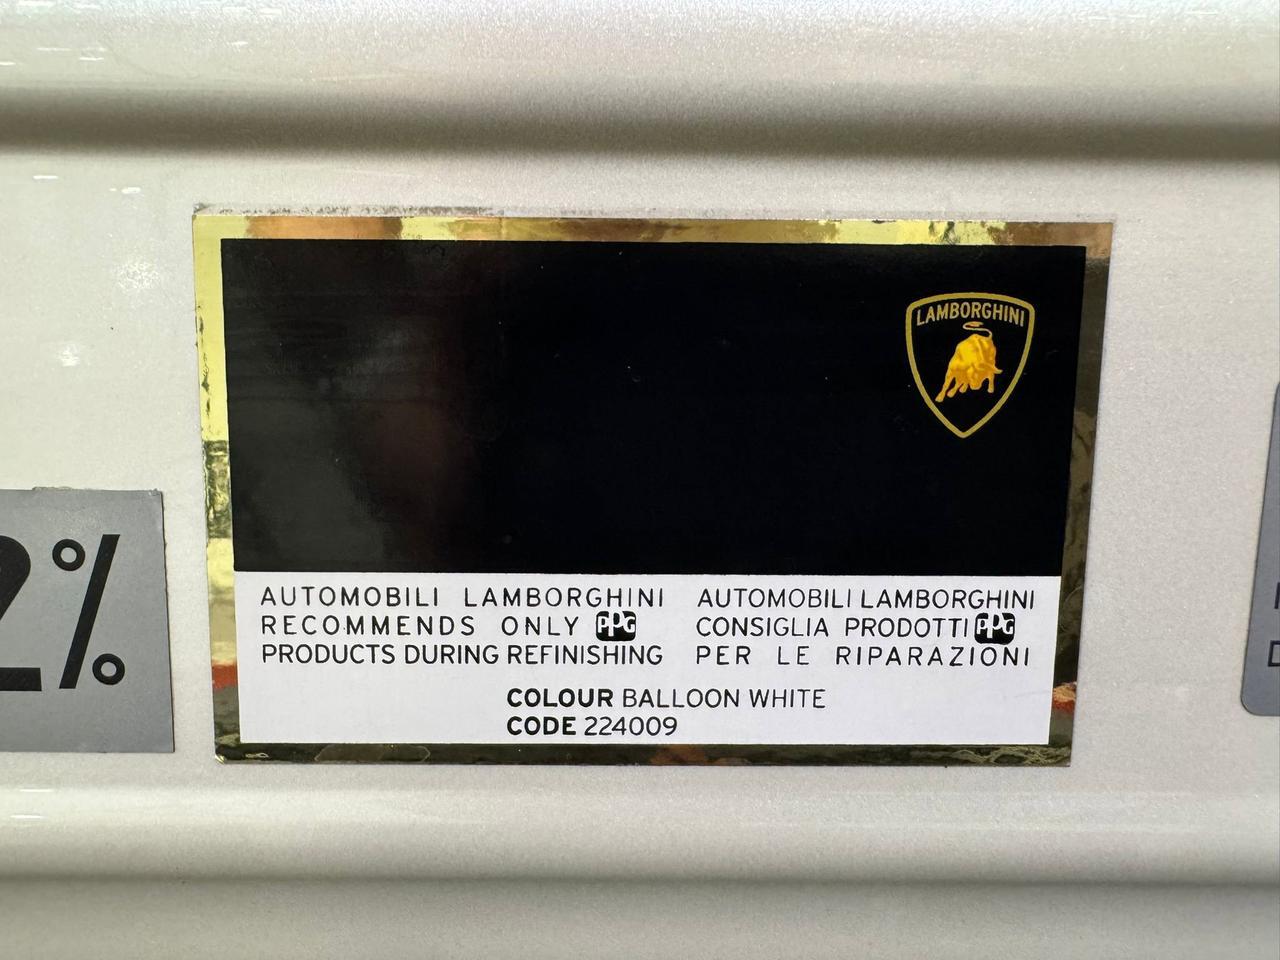 LAMBORGHINI
AUTOMOBILI LAMBORGHINI
RECOMMENDS ONLY PPG
PRODUCTS DURING REFINISHING
AUTOMOBILI LAMBORGHINI
CONSIGLIA PRODOTTI PPG
PER LE RIPARAZIONI
COLOUR BALLOON WHITE
CODE 224009
2%